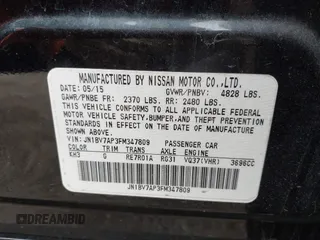 MANUFACTURED BY NISSAN MOTOR CO.,LTD.
DATE: 05/15 GVWR/PNBV: 4828 LBS.
GAWR/PNBE FR: 2370 LBS. RR: 2480 LBS.
THIS VEHICLE CONFORMS TO ALL APPLICABLE
FEDERAL MOTOR VEHICLE SAFETY,BUMPER,AND THEFT
PREVENTION STANDARDS IN EFFECT ON THE DATE OF
MANUFACTURE SHOWN ABOVE.
JN1BV7AP3FM347809 PASSENGER CAR
COLOR TRIM TRANS AXLE ENGINE
KH3 G RE7R01A RG31 VQ37(VHR) 3696CC
JN1BV7AP3FM347809
DREAMBID